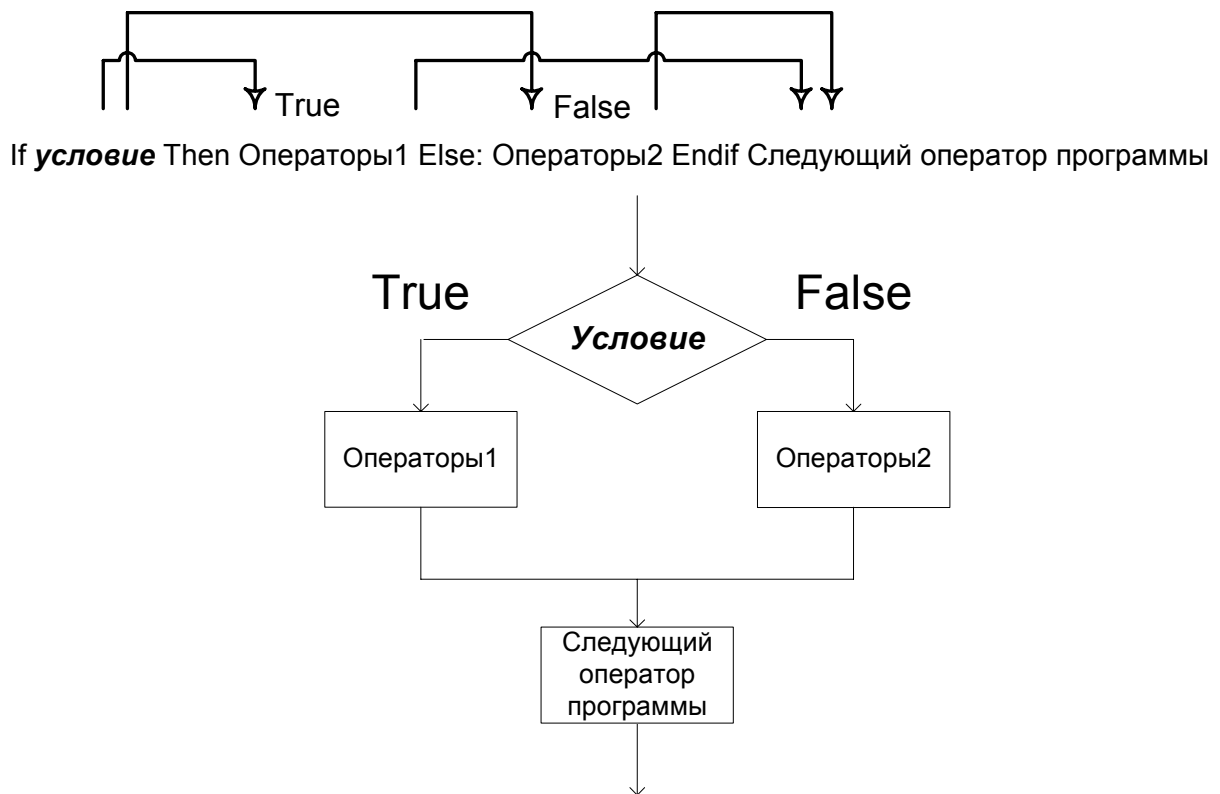 True
False
If условие Then Операторы1 Else: Операторы2 Endif Следующий оператор программы
True
False
Условие
Операторы1
Операторы2
Следующий
оператор
программы